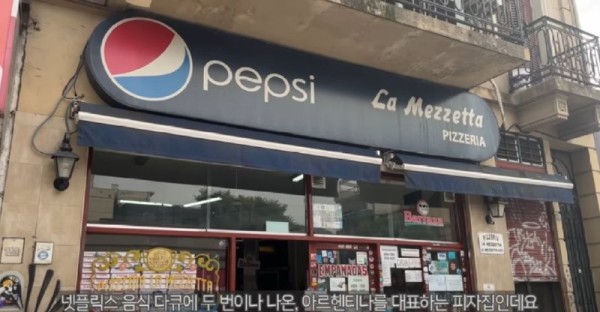 pepsi
La Mezzetta
PIZZERIA
EMPANADAS
PIZZERIA
넷플릭스 음식 다큐에 두 번이나 나온, 아르헨티나를 대표하는 피자집인데요